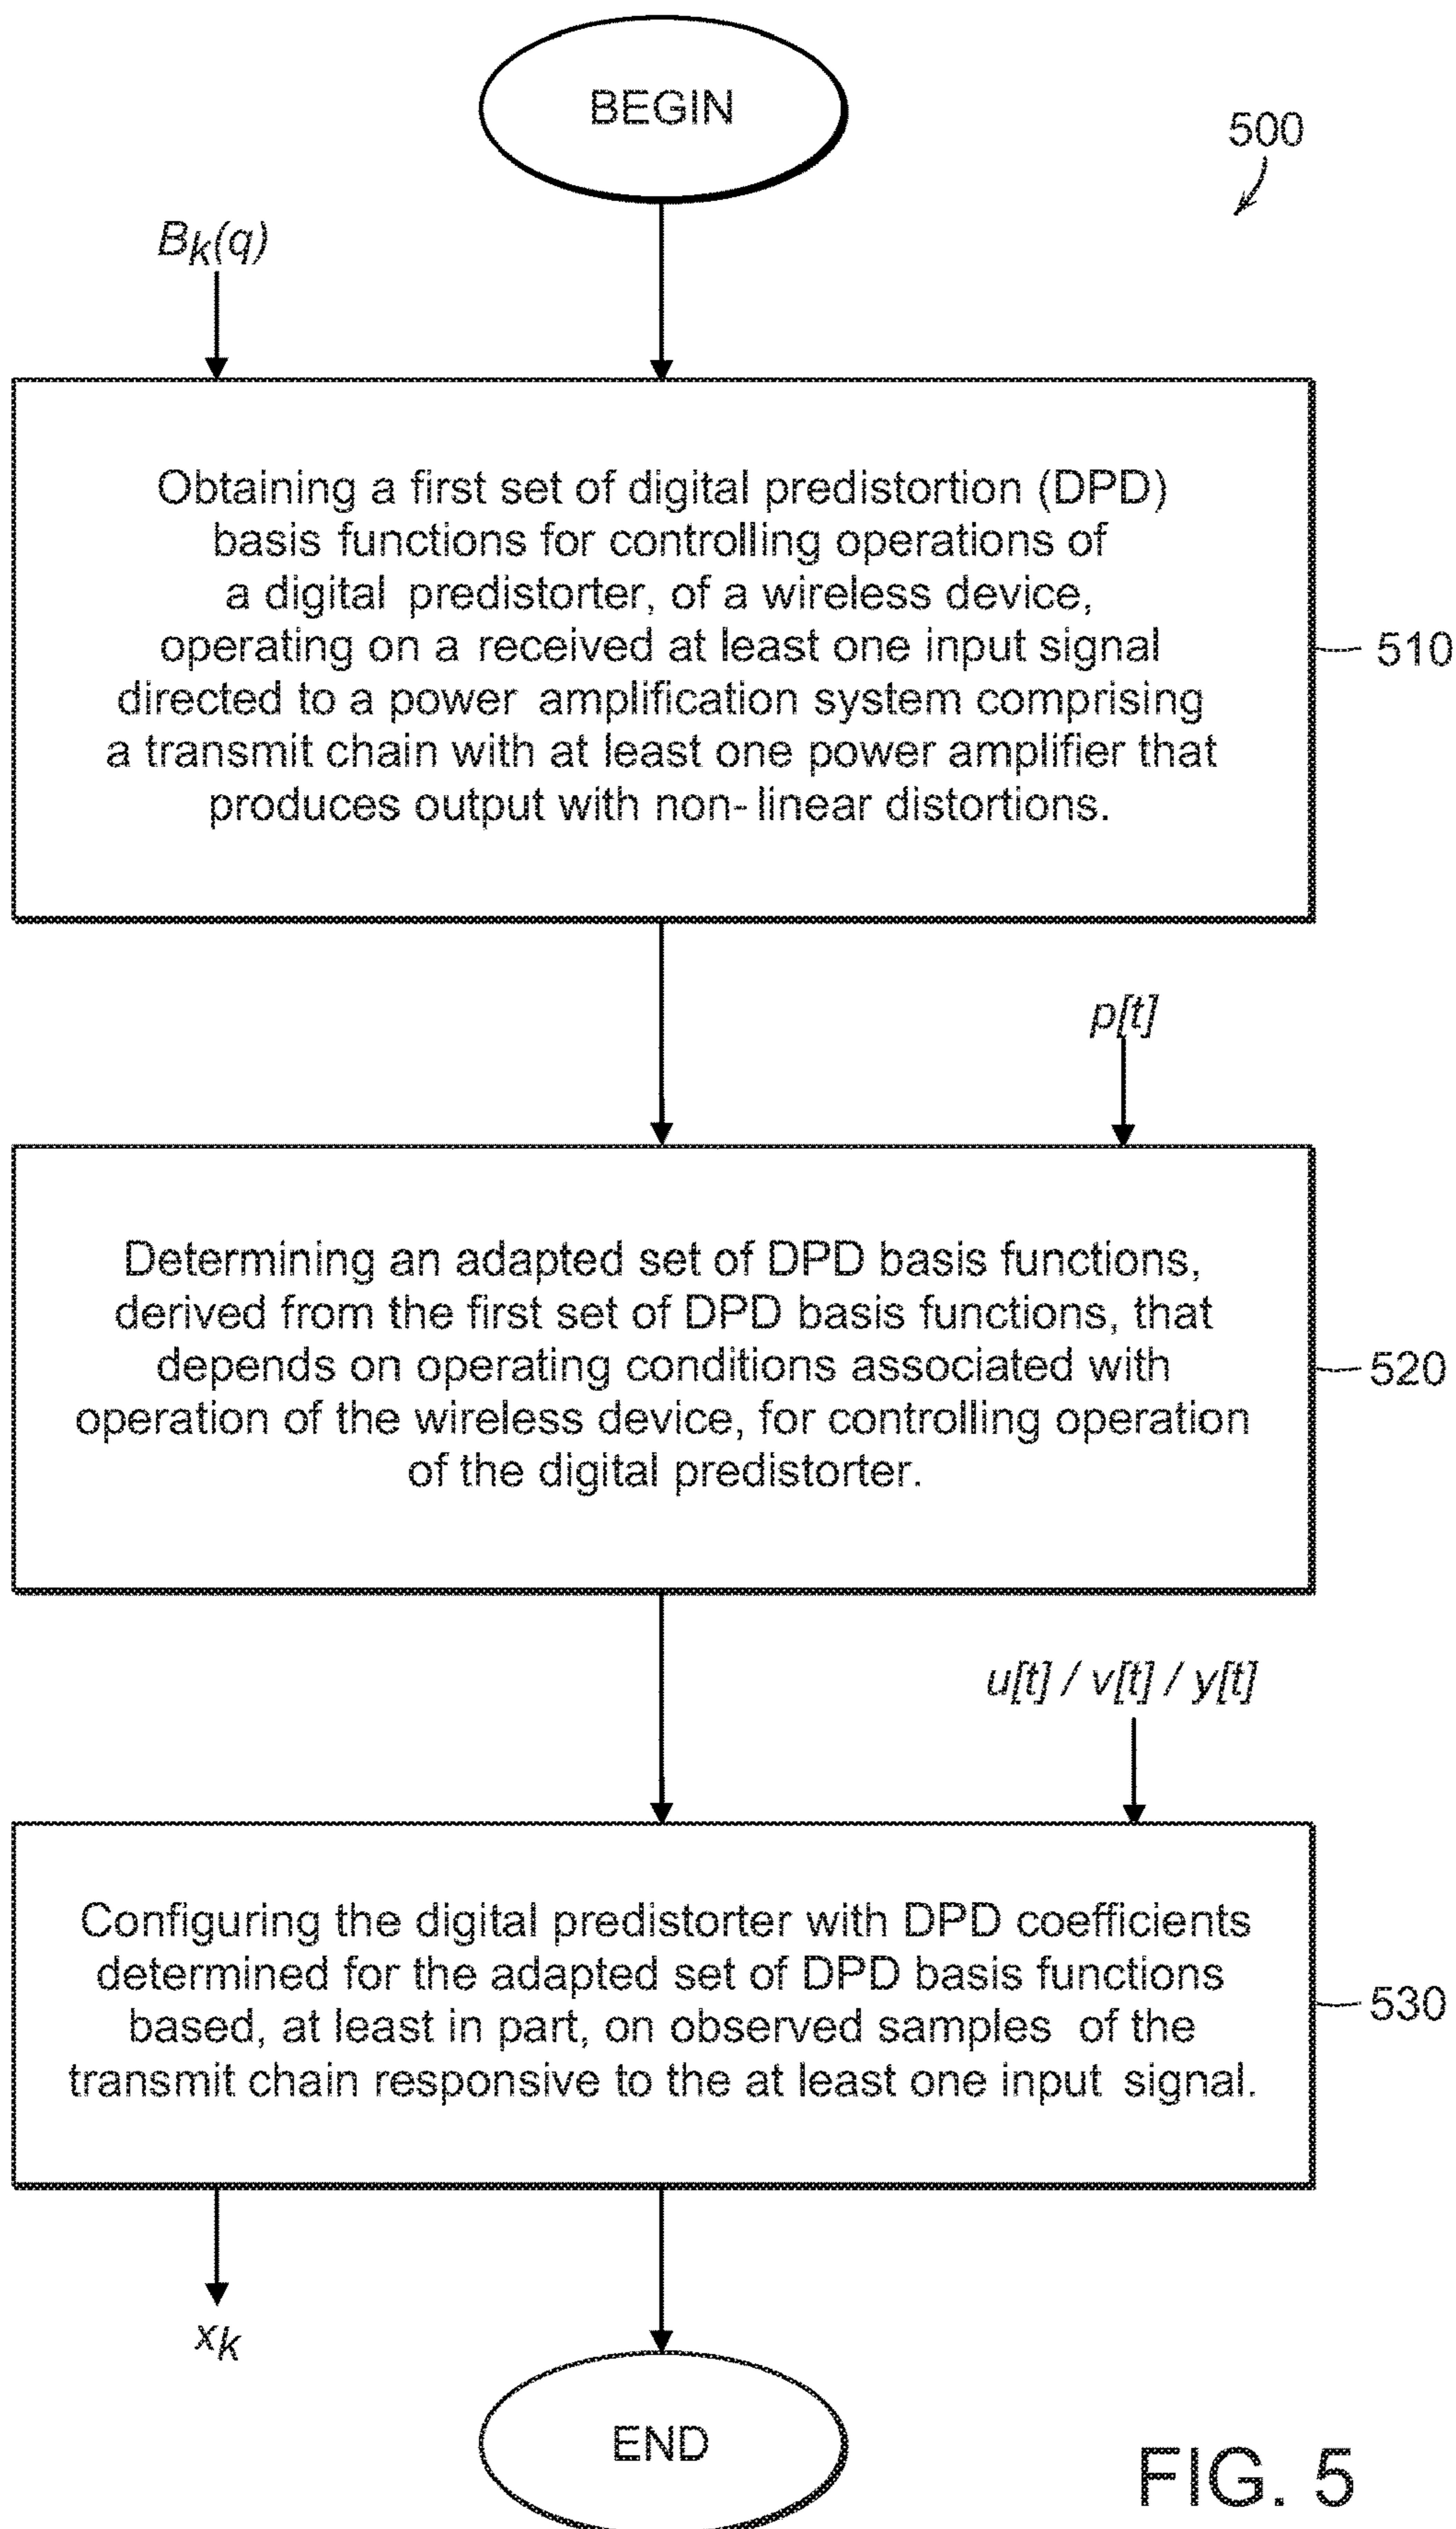 BEGIN
500
Bk(q)
Obtaining a first set of digital predistortion (DPD)
basis functions for controlling operations of
a digital predistorter, of a wireless device,
operating on a received at least one input signal
directed to a power amplification system comprising
a transmit chain with at least one power amplifier that
produces output with non-linear distortions.
510
p[t]
Determining an adapted set of DPD basis functions,
derived from the first set of DPD basis functions, that
depends on operating conditions associated with
operation of the wireless device, for controlling operation
of the digital predistorter.
520
u[t] / v[t] / y[t]
Configuring the digital predistorter with DPD coefficients
determined for the adapted set of DPD basis functions
based, at least in part, on observed samples of the
transmit chain responsive to the at least one input signal.
530
xk
END
FIG. 5